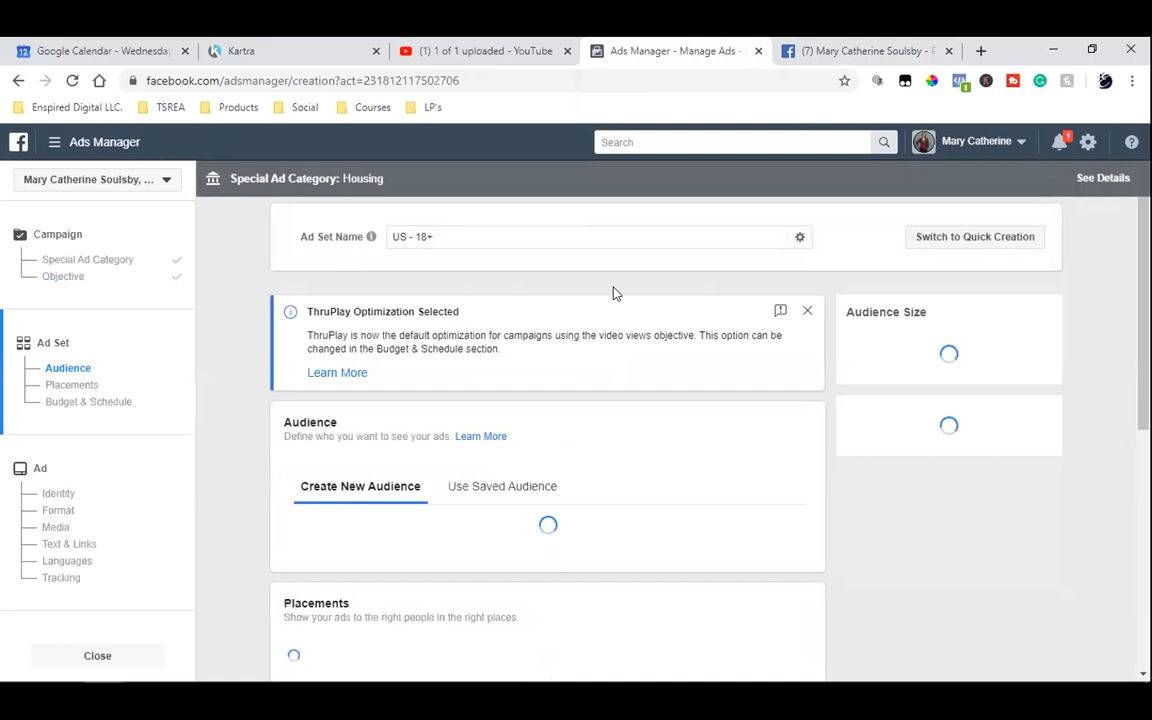 Google Calendar - Wednesday
Kartra
(1) 1 of 1 uploaded - YouTube
Ads Manager - Manage Ads -
(7) Mary Catherine Soulsby -
facebook.com/adsmanager/creation?act=231812117502706
1
Enspired Digital LLC.
TSREA
Products
Social
Courses
LP's
Ads Manager
Search
Mary Catherine
1
Mary Catherine Soulsby, ...
Special Ad Category: Housing
See Details
Campaign
Special Ad Category
Objective
Ad Set Name
US - 18+
Switch to Quick Creation
ThruPlay Optimization Selected
ThruPlay is now the default optimization for campaigns using the video views objective. This option can be
changed in the Budget & Schedule section.
Learn More
Audience Size
Ad Set
Audience
Placements
Budget & Schedule
Audience
Define who you want to see your ads. Learn More
Create New Audience
Use Saved Audience
Ad
Identity
Format
Media
Text & Links
Languages
Tracking
Placements
Show your ads to the right people in the right places.
Close